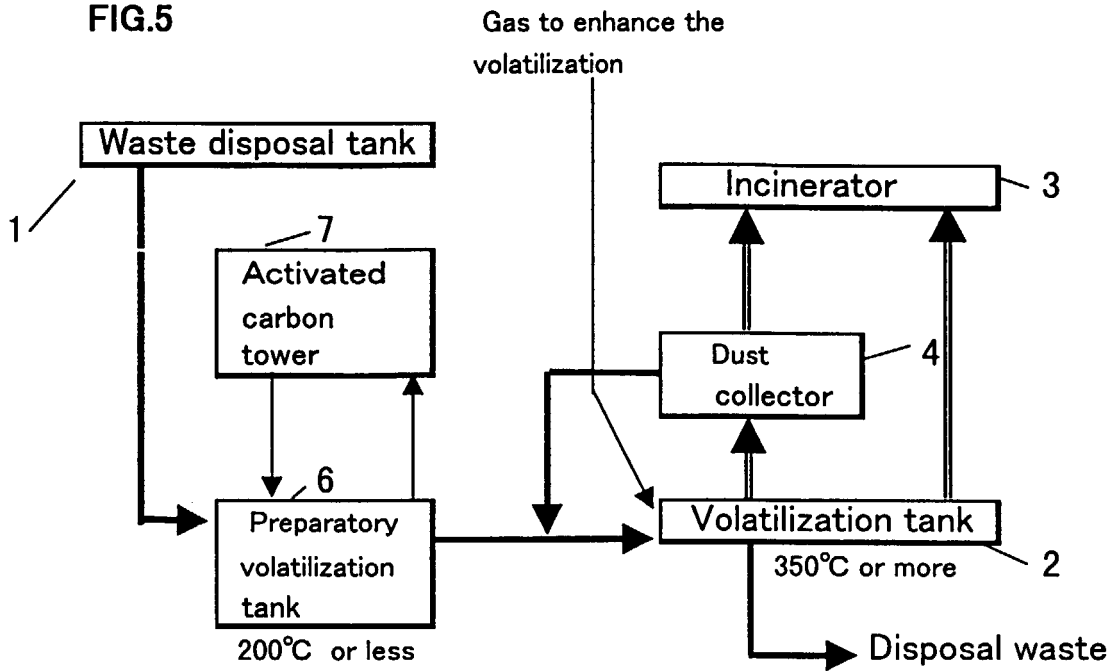 FIG.5
Gas to enhance the
volatilization
Waste disposal tank
1
Incinerator
3
7
Activated
carbon
tower
Dust
collector
4
6
Preparatory
volatilization
tank
200°C or less
Volatilization tank
350°C or more
2
Disposal waste